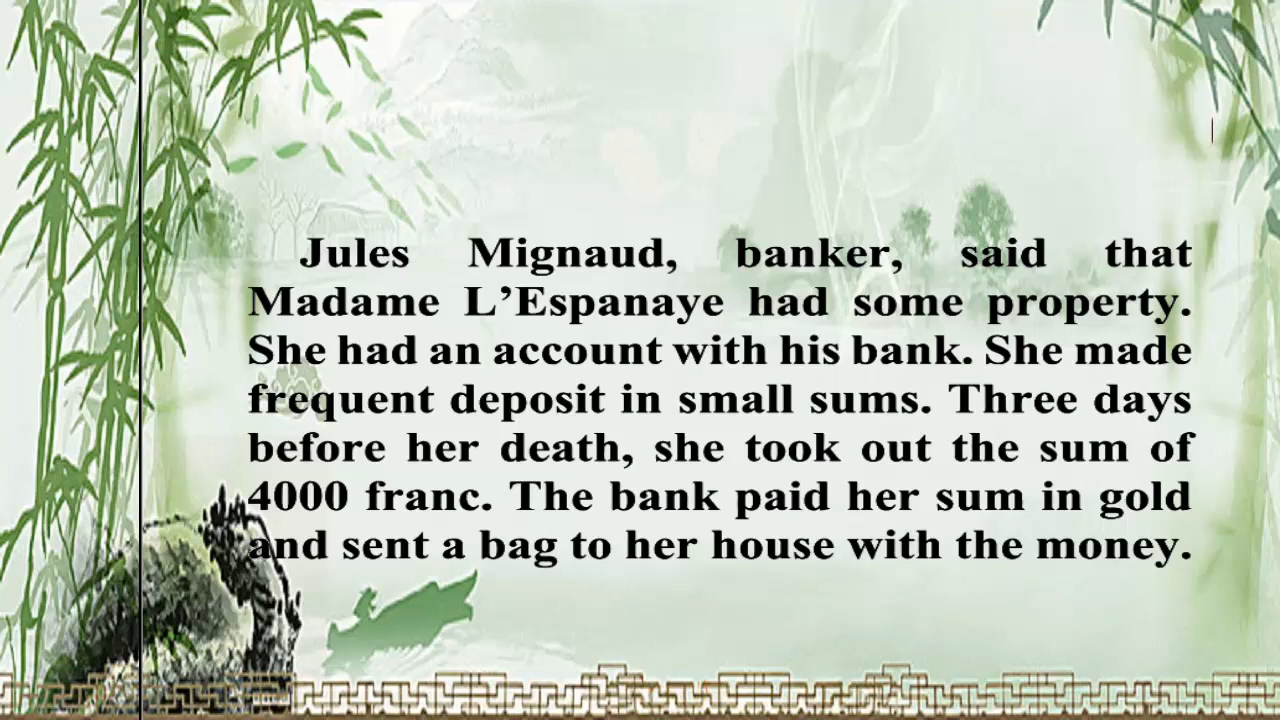 Jules Mignaud, banker, said that
Madame L’Espanaye had some property.
She had an account with his bank. She made
frequent deposit in small sums. Three days
before her death, she took out the sum of
4000 franc. The bank paid her sum in gold
and sent a bag to her house with the money.